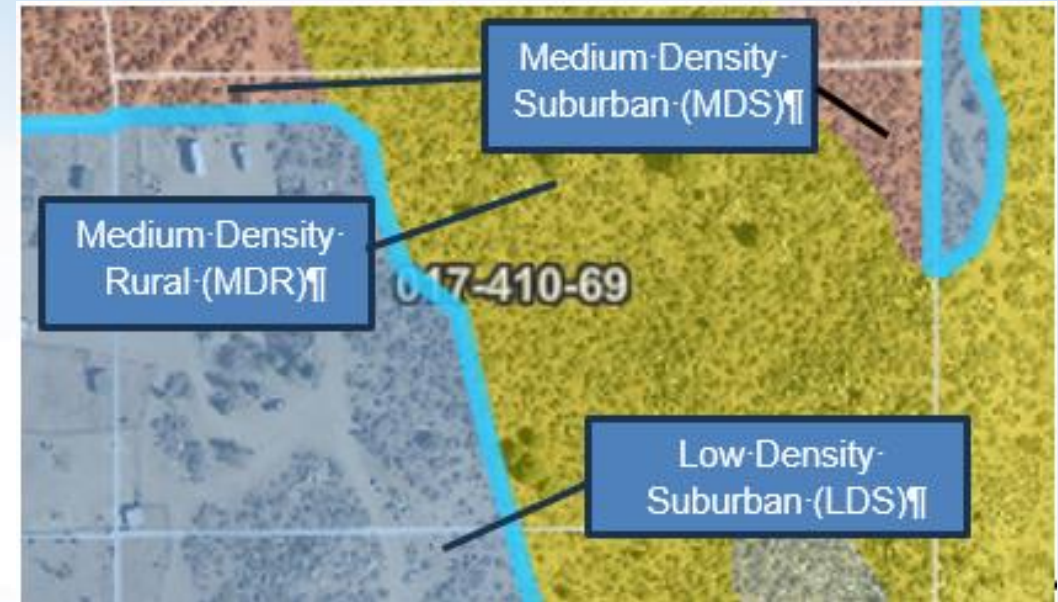 Medium·Density·
Suburban·(MDS)¶
Medium·Density·
Rural·(MDR)¶
017-410-69
Low·Density·
Suburban·(LDS)¶